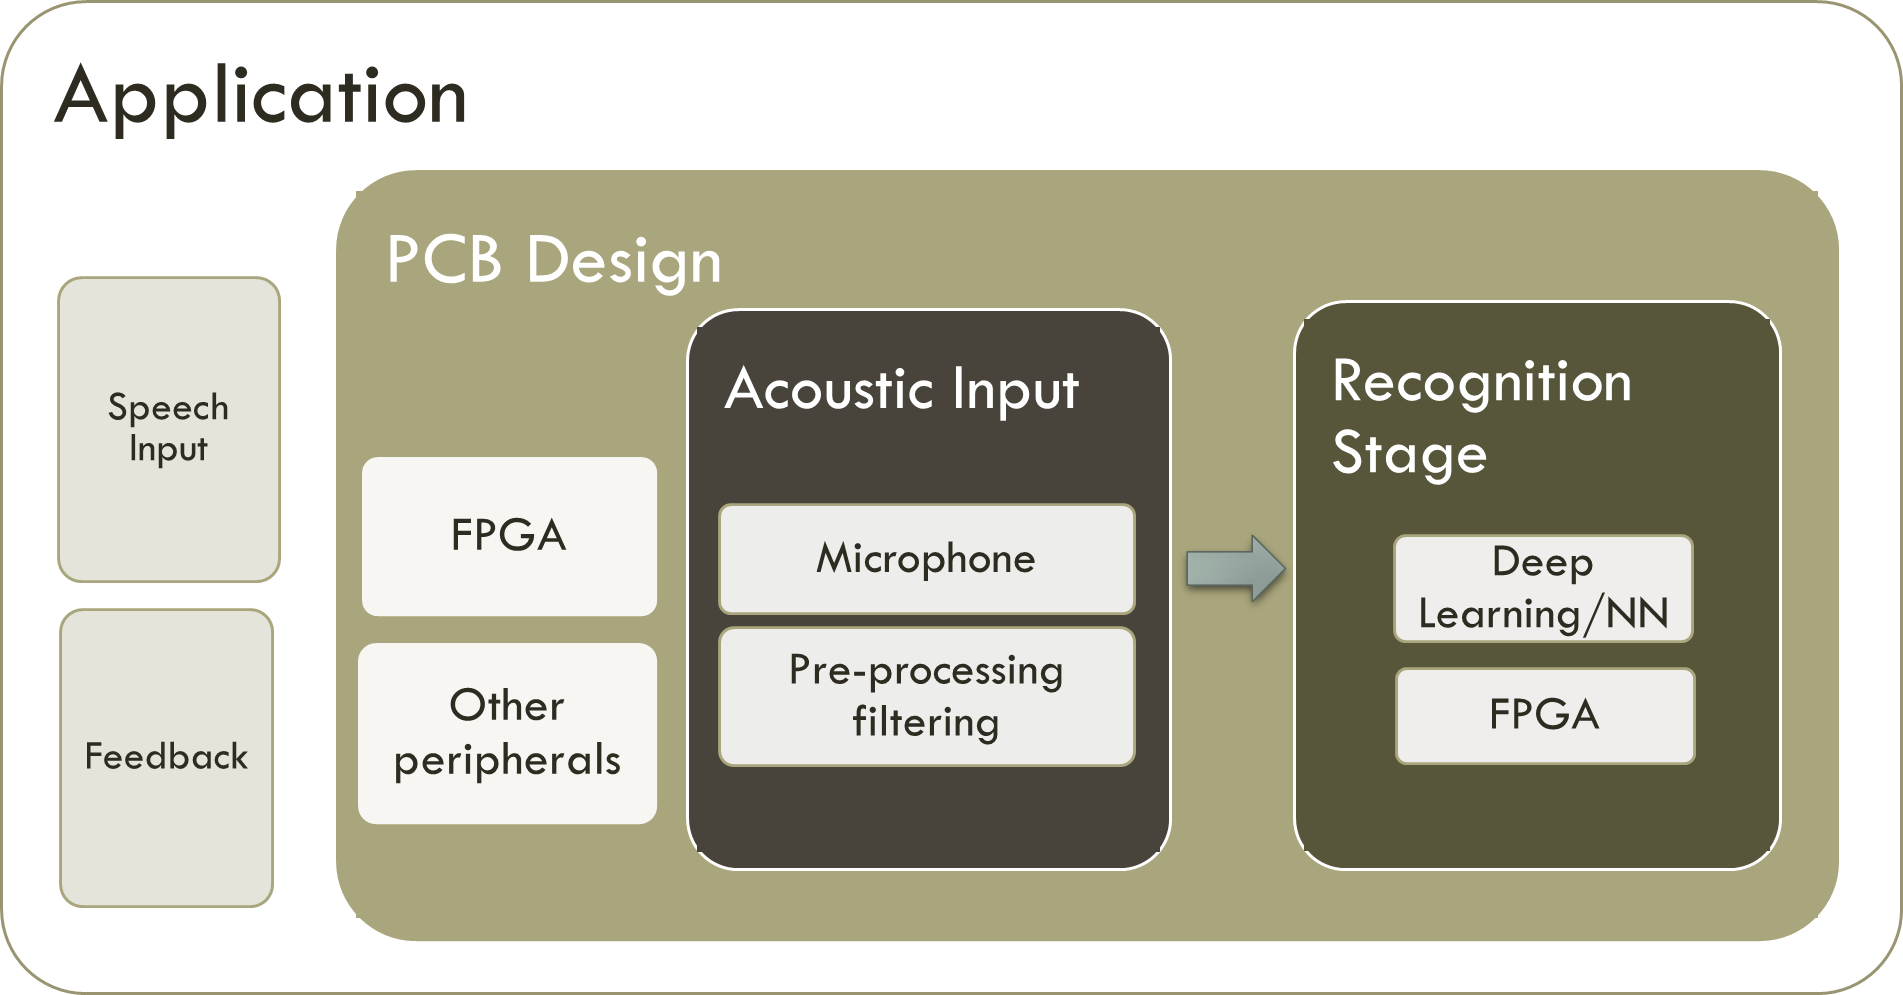 Application
Speech
Input
Feedback
PCB Design
FPGA
Other
peripherals
Acoustic Input
Microphone
Pre-processing
filtering
Recognition
Stage
Deep
Learning/NN
FPGA